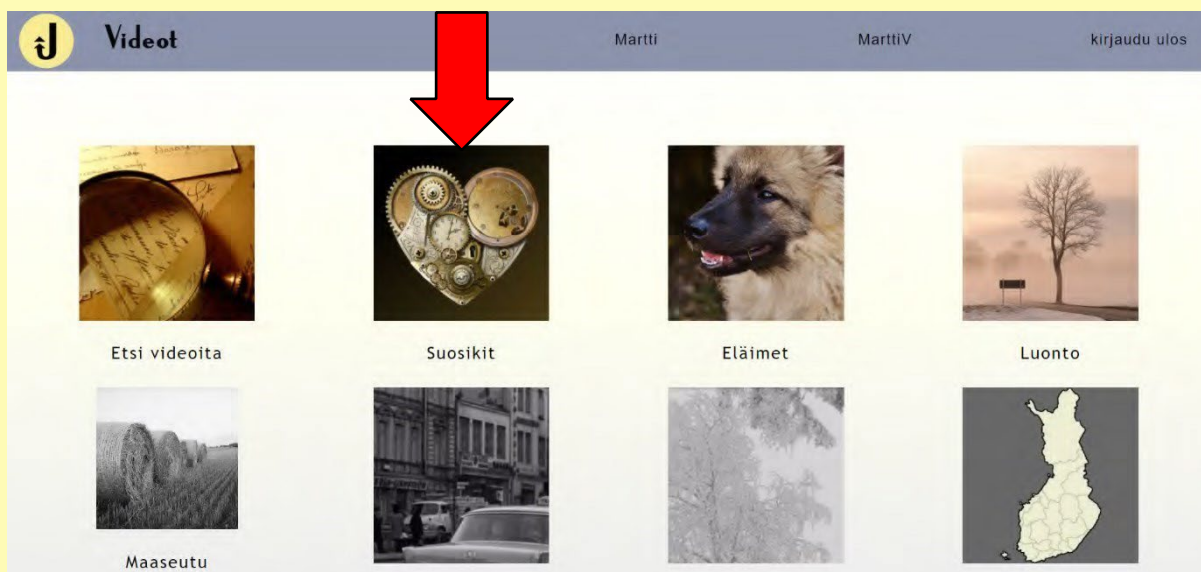 Videot
Martti
MarttiV
kirjaudu ulos
Etsi videoita
Suosikit
Eläimet
Luonto
Maaseutu